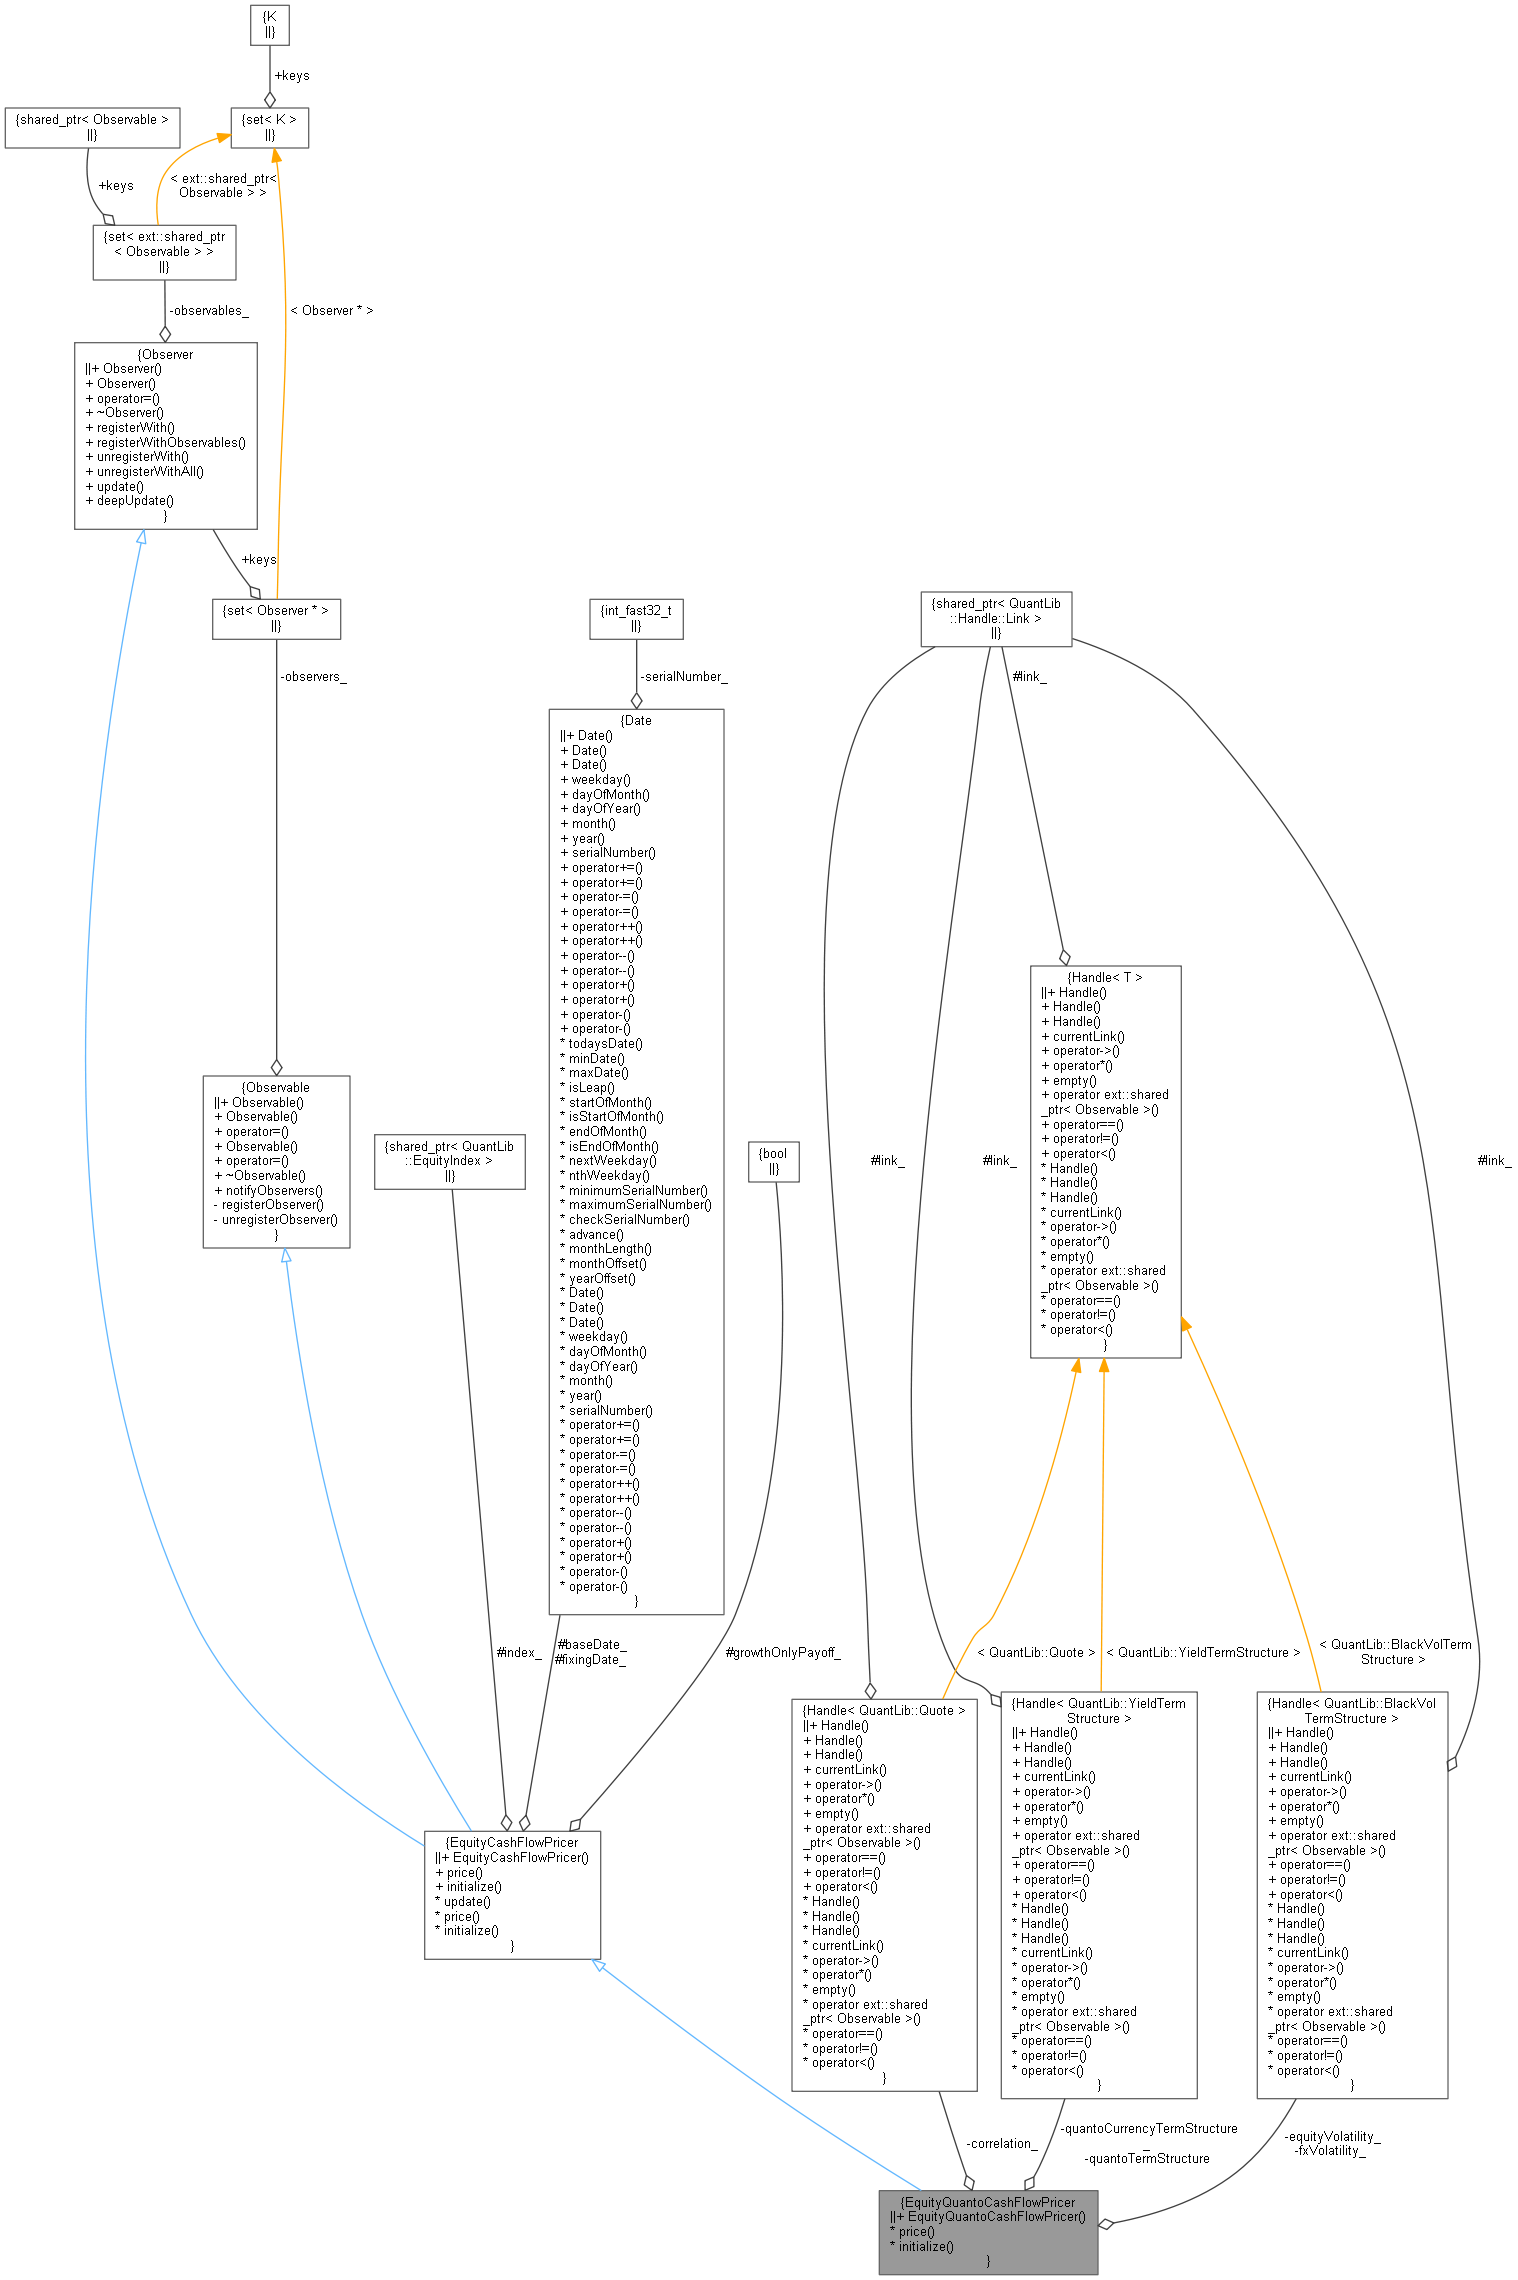 {K
||}
+keys
{shared_ptr< Observable >
||}
{set< K >
||}
+keys
< ext::shared_ptr<
Observable > >
{set< ext::shared_ptr
< Observable > >
||}
-observables_
< Observer * >
{Observer
||+ Observer()
+ Observer()
+ operator=()
+ ~Observer()
+ registerWith()
+ registerWithObservables()
+ unregisterWith()
+ unregisterWithAll()
+ update()
+ deepUpdate()
}
+keys
{set< Observer * >
||}
-observers_
{int_fast32_t
||}
-serialNumber_
{shared_ptr< QuantLib
::Handle::Link >
||}
#link_
{Date
||+ Date()
+ Date()
+ Date()
+ weekday()
+ dayOfMonth()
+ dayOfYear()
+ month()
+ year()
+ serialNumber()
+ operator+=()
+ operator+=()
+ operator-=()
+ operator-=()
+ operator++()
+ operator++()
+ operator--()
+ operator--()
+ operator+()
+ operator+()
+ operator-()
+ operator-()
* todaysDate()
* minDate()
* maxDate()
* isLeap()
* startOfMonth()
* isStartOfMonth()
* endOfMonth()
* isEndOfMonth()
* nextWeekday()
* nthWeekday()
* minimumSerialNumber()
* maximumSerialNumber()
* checkSerialNumber()
* advance()
* monthLength()
* monthOffset()
* yearOffset()
* Date()
* Date()
* Date()
* weekday()
* dayOfMonth()
* dayOfYear()
* month()
* year()
* serialNumber()
* operator+=()
* operator+=()
* operator-=()
* operator-=()
* operator++()
* operator++()
* operator--()
* operator--()
* operator+()
* operator+()
* operator-()
* operator-()
}
{Handle< T >
||+ Handle()
+ Handle()
+ Handle()
+ currentLink()
+ operator->()
+ operator*()
+ empty()
+ operator ext::shared
_ptr< Observable >()
+ operator==()
+ operator!=()
+ operator<()
* Handle()
* Handle()
* Handle()
* currentLink()
* operator->()
* operator*()
* empty()
* operator ext::shared
_ptr< Observable >()
* operator==()
* operator!=()
* operator<()
}
{Observable
||+ Observable()
+ Observable()
+ operator=()
+ Observable()
+ operator=()
+ ~Observable()
+ notifyObservers()
- registerObserver()
- unregisterObserver()
}
{shared_ptr< QuantLib
::EquityIndex >
||}
{bool
||}
#link_
#link_
#link_
#index_
#baseDate_
#fixingDate_
#growthOnlyPayoff_
< QuantLib::Quote >
< QuantLib::YieldTermStructure >
< QuantLib::BlackVolTerm
Structure >
{Handle< QuantLib::Quote >
||+ Handle()
+ Handle()
+ Handle()
+ currentLink()
+ operator->()
+ operator*()
+ empty()
+ operator ext::shared
_ptr< Observable >()
+ operator==()
+ operator!=()
+ operator<()
* Handle()
* Handle()
* Handle()
* currentLink()
* operator->()
* operator*()
* empty()
* operator ext::shared
_ptr< Observable >()
* operator==()
* operator!=()
* operator<()
}
{Handle< QuantLib::YieldTerm
Structure >
||+ Handle()
+ Handle()
+ Handle()
+ currentLink()
+ operator->()
+ operator*()
+ empty()
+ operator ext::shared
_ptr< Observable >()
+ operator==()
+ operator!=()
+ operator<()
* Handle()
* Handle()
* Handle()
* currentLink()
* operator->()
* operator*()
* empty()
* operator ext::shared
_ptr< Observable >()
* operator==()
* operator!=()
* operator<()
}
{Handle< QuantLib::BlackVol
TermStructure >
||+ Handle()
+ Handle()
+ Handle()
+ currentLink()
+ operator->()
+ operator*()
+ empty()
+ operator ext::shared
_ptr< Observable >()
+ operator==()
+ operator!=()
+ operator<()
* Handle()
* Handle()
* Handle()
* currentLink()
* operator->()
* operator*()
* empty()
* operator ext::shared
_ptr< Observable >()
* operator==()
* operator!=()
* operator<()
}
{EquityCashFlowPricer
||+ EquityCashFlowPricer()
+ price()
+ initialize()
* update()
* price()
* initialize()
}
-correlation_
-quantoCurrencyTermStructure
_
-quantoTermStructure
-equityVolatility_
-fxVolatility_
{EquityQuantoCashFlowPricer
||+ EquityQuantoCashFlowPricer()
* price()
* initialize()
}